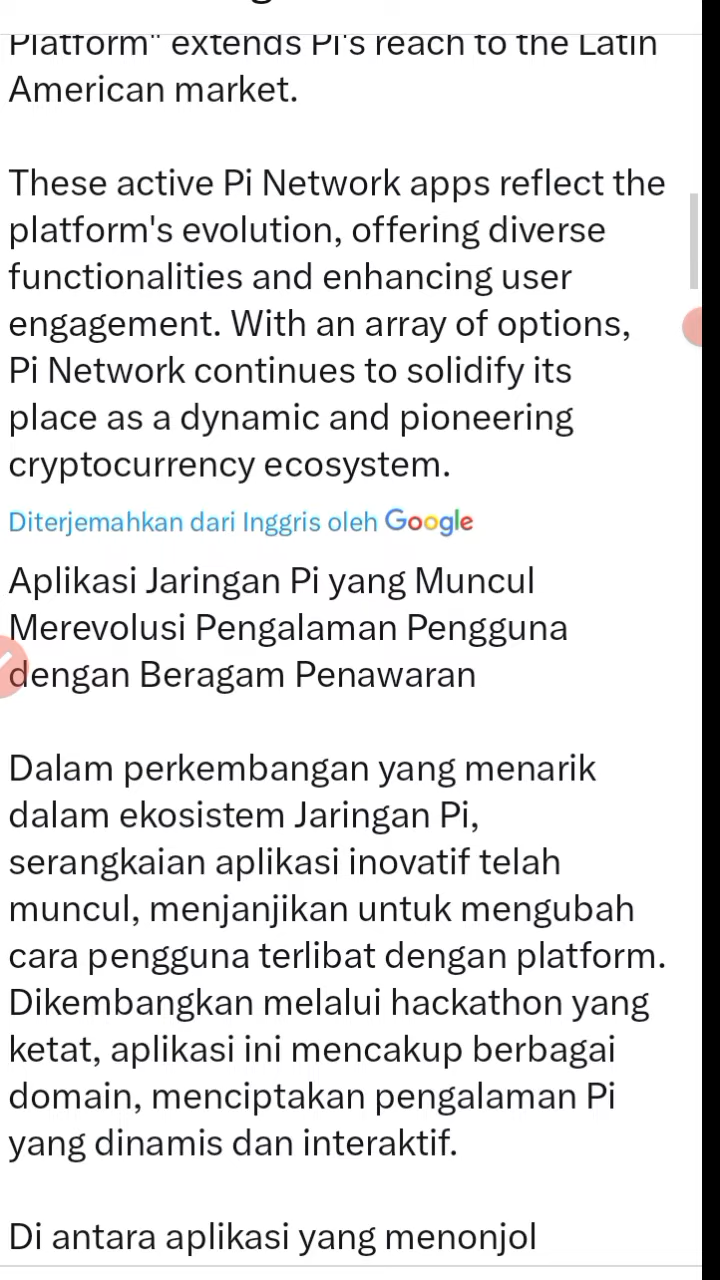 Platform" extends Pi's reach to the Latin
American market.
These active Pi Network apps reflect the
platform's evolution, offering diverse
functionalities and enhancing user
engagement. With an array of options,
Pi Network continues to solidify its
place as a dynamic and pioneering
cryptocurrency ecosystem.
Diterjemahkan dari Inggris oleh Google
Aplikasi Jaringan Pi yang Muncul
Merevolusi Pengalaman Pengguna
dengan Beragam Penawaran
Dalam perkembangan yang menarik
dalam ekosistem Jaringan Pi,
serangkaian aplikasi inovatif telah
muncul, menjanjikan untuk mengubah
cara pengguna terlibat dengan platform.
Dikembangkan melalui hackathon yang
ketat, aplikasi ini mencakup berbagai
domain, menciptakan pengalaman Pi
yang dinamis dan interaktif.
Di antara aplikasi yang menonjol